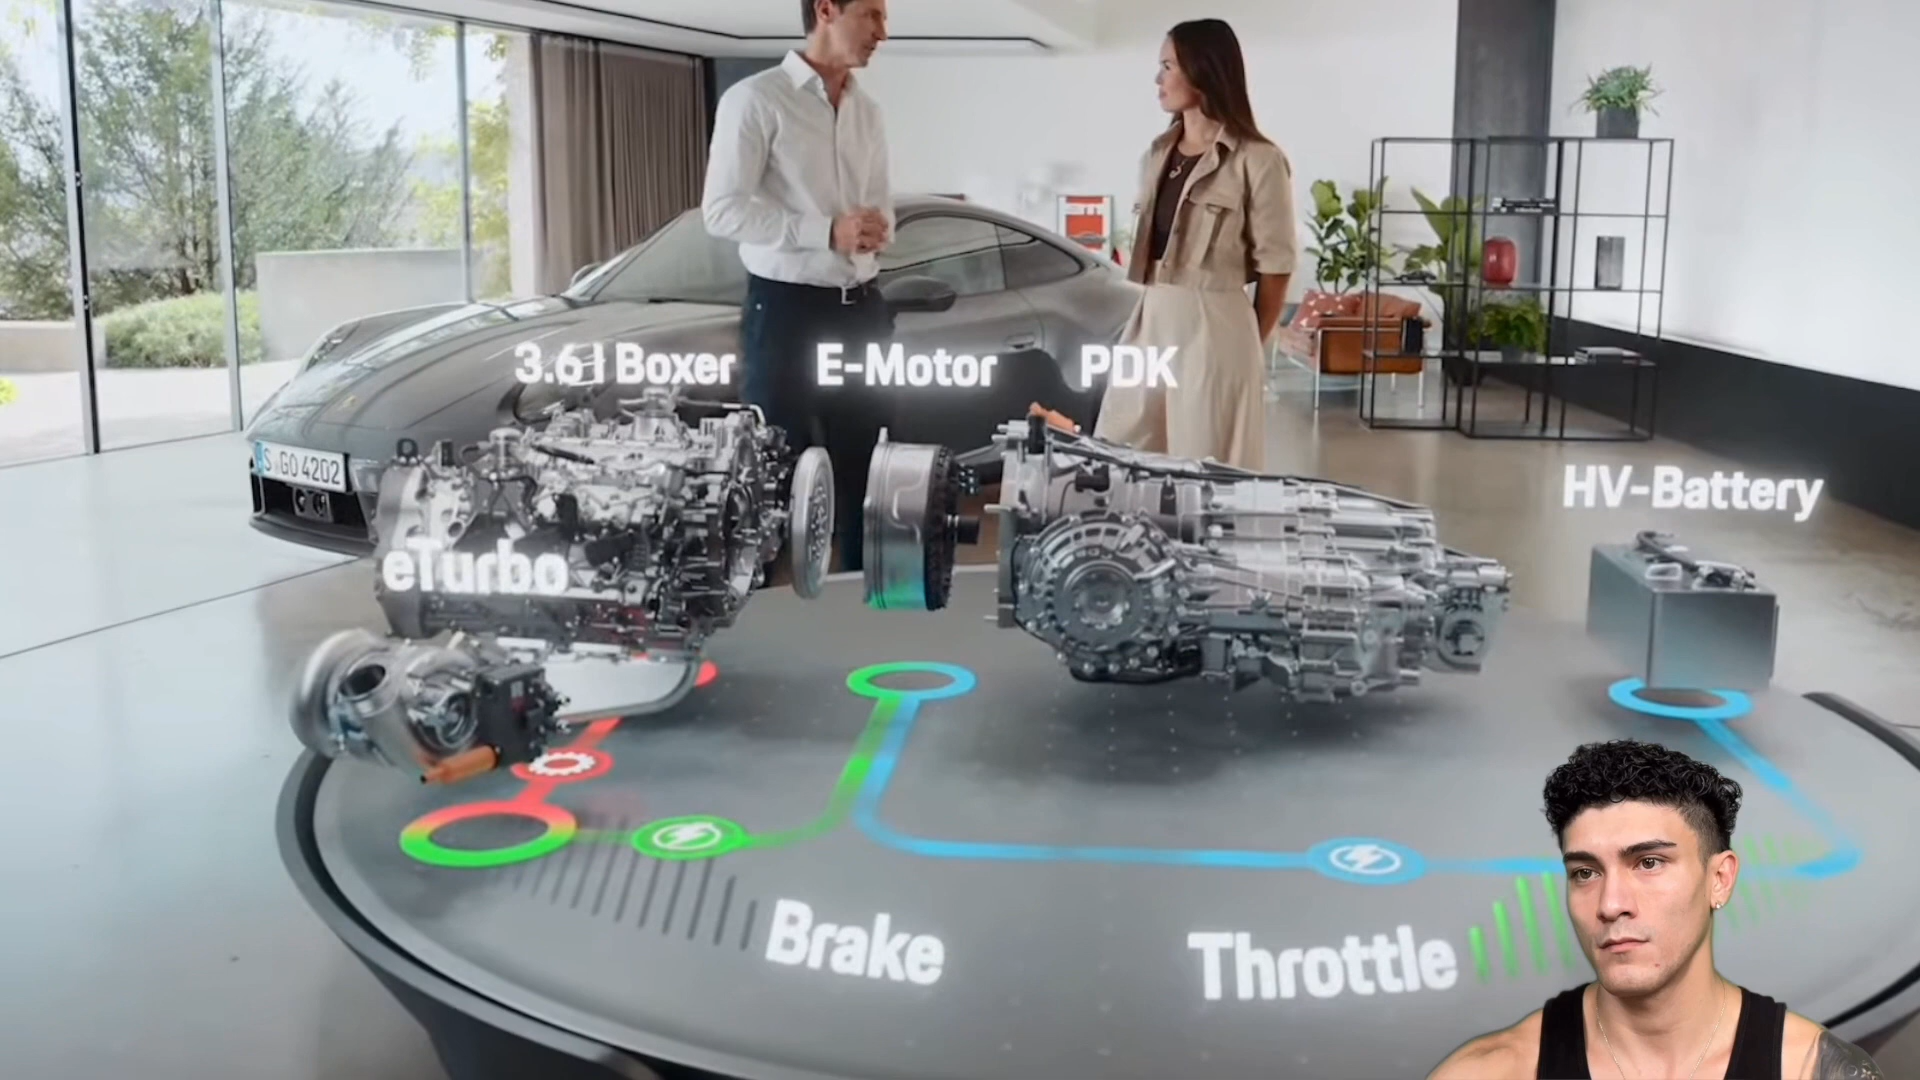 3.6 l Boxer
E-Motor
PDK
HV-Battery
S GO 4202
eTurbo
Brake
Throttle